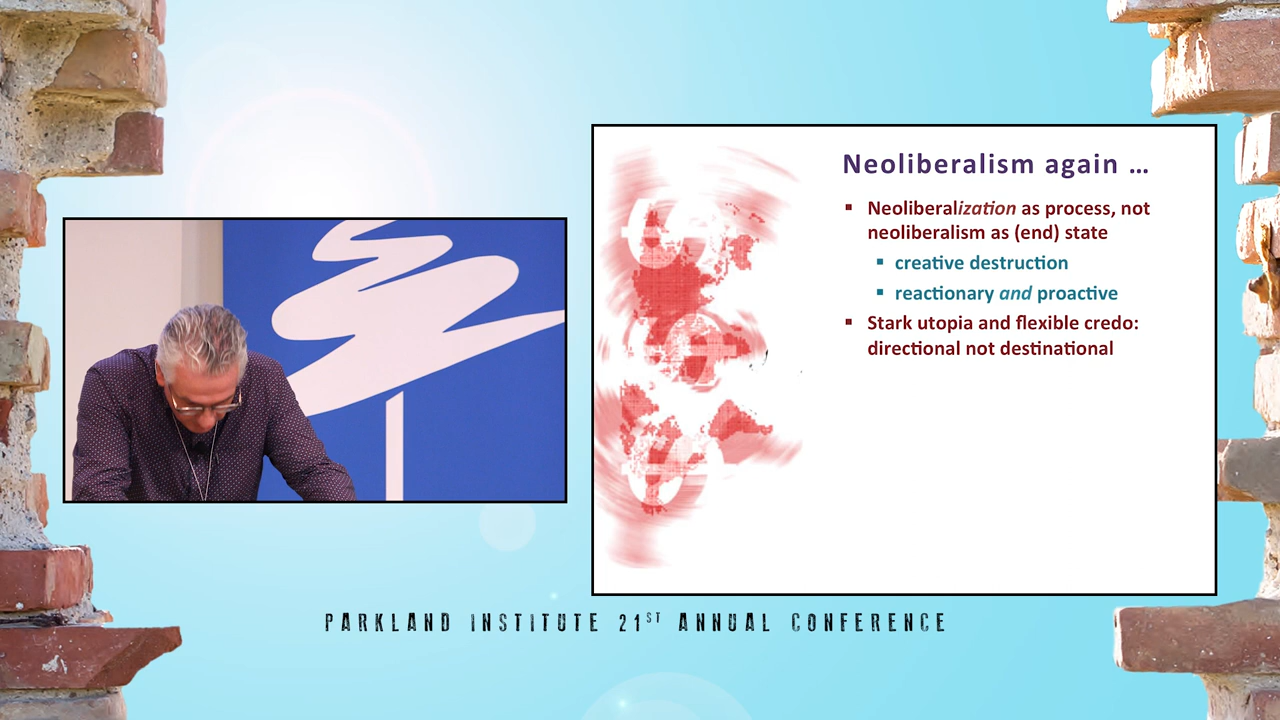 Neoliberalism again …
▪ Neoliberalization as process, not
neoliberalism as (end) state
▪ creative destruction
▪ reactionary and proactive
▪ Stark utopia and flexible credo:
directional not destinational
PARKLAND INSTITUTE 21ST ANNUAL CONFERENCE